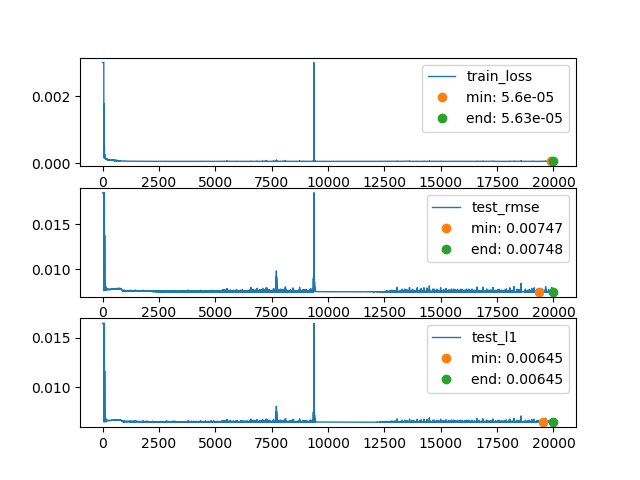 train_loss
min: 5.6e-05
end: 5.63e-05
0.002
0.000
0 2500 5000 7500 10000 12500 15000 17500 20000
test_rmse
min: 0.00747
end: 0.00748
0.015
0.010
0 2500 5000 7500 10000 12500 15000 17500 20000
test_l1
min: 0.00645
end: 0.00645
0.015
0.010
0 2500 5000 7500 10000 12500 15000 17500 20000